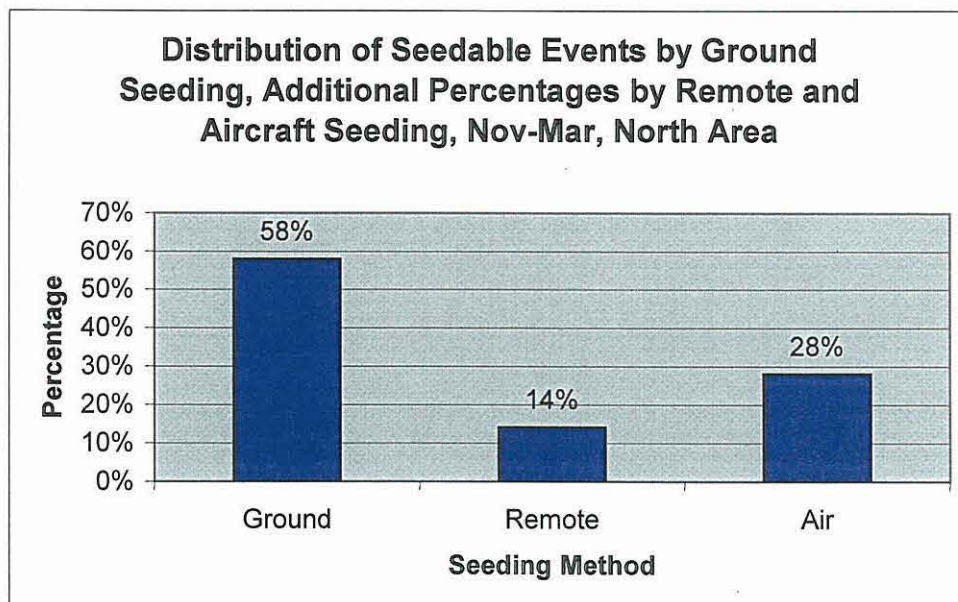 Distribution of Seedable Events by Ground
Seeding, Additional Percentages by Remote and
Aircraft Seeding, Nov-Mar, North Area
70%
60%
50%
40%
30%
20%
10%
0%
Percentage
58%
14%
28%
Ground
Remote
Air
Seeding Method